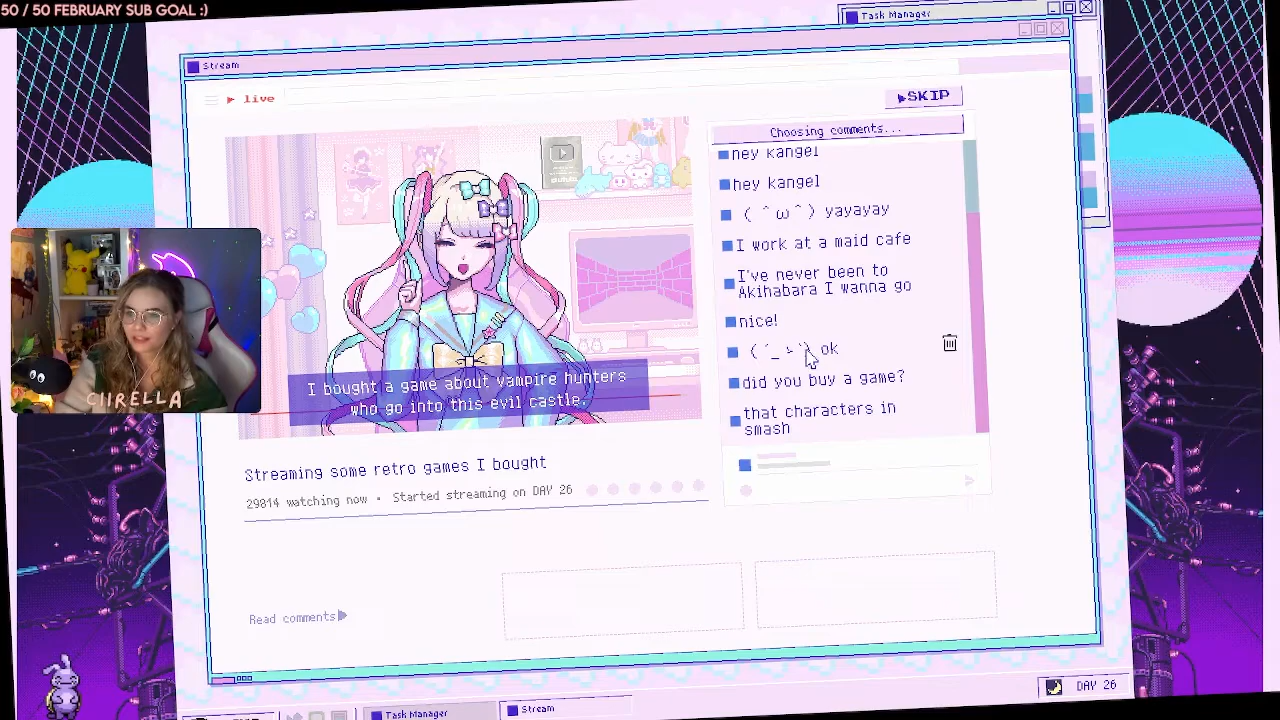 50 / 50 FEBRUARY SUB GOAL :)
Task Manager
Stream
live
SKIP
Choosing comments...
hey kangel
hey kangel
( ^ω^ ) yayayay
I work at a maid cafe
I've never been to
Akihabara I wanna go
nice!
ok
did you buy a game?
that characters in
smash
I bought a game about vampire hunters
who go into this evil castle.
CIIRELLA
Streaming some retro games I bought
29814 watching now • Started streaming on DAY 26
Read comments
Task Manager
Stream
DAY 26